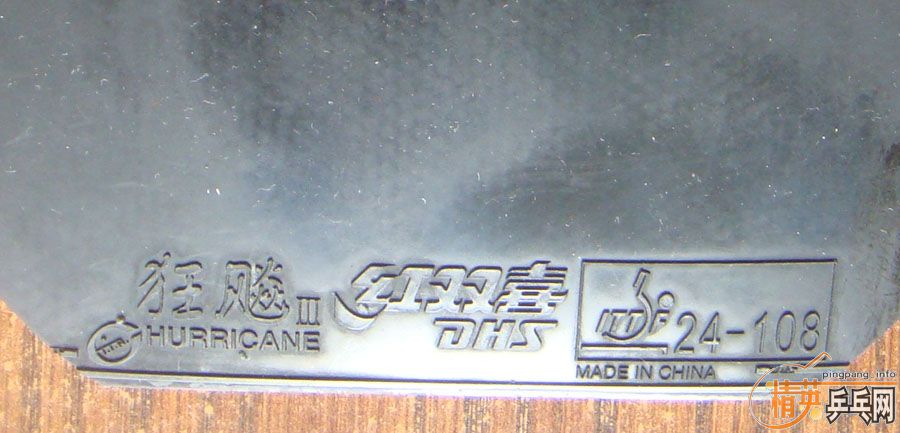 狂飚 III
HURRICANE
红双喜
DHS
ITTF 24-108
MADE IN CHINA
pingpang.info
精英乒乓网